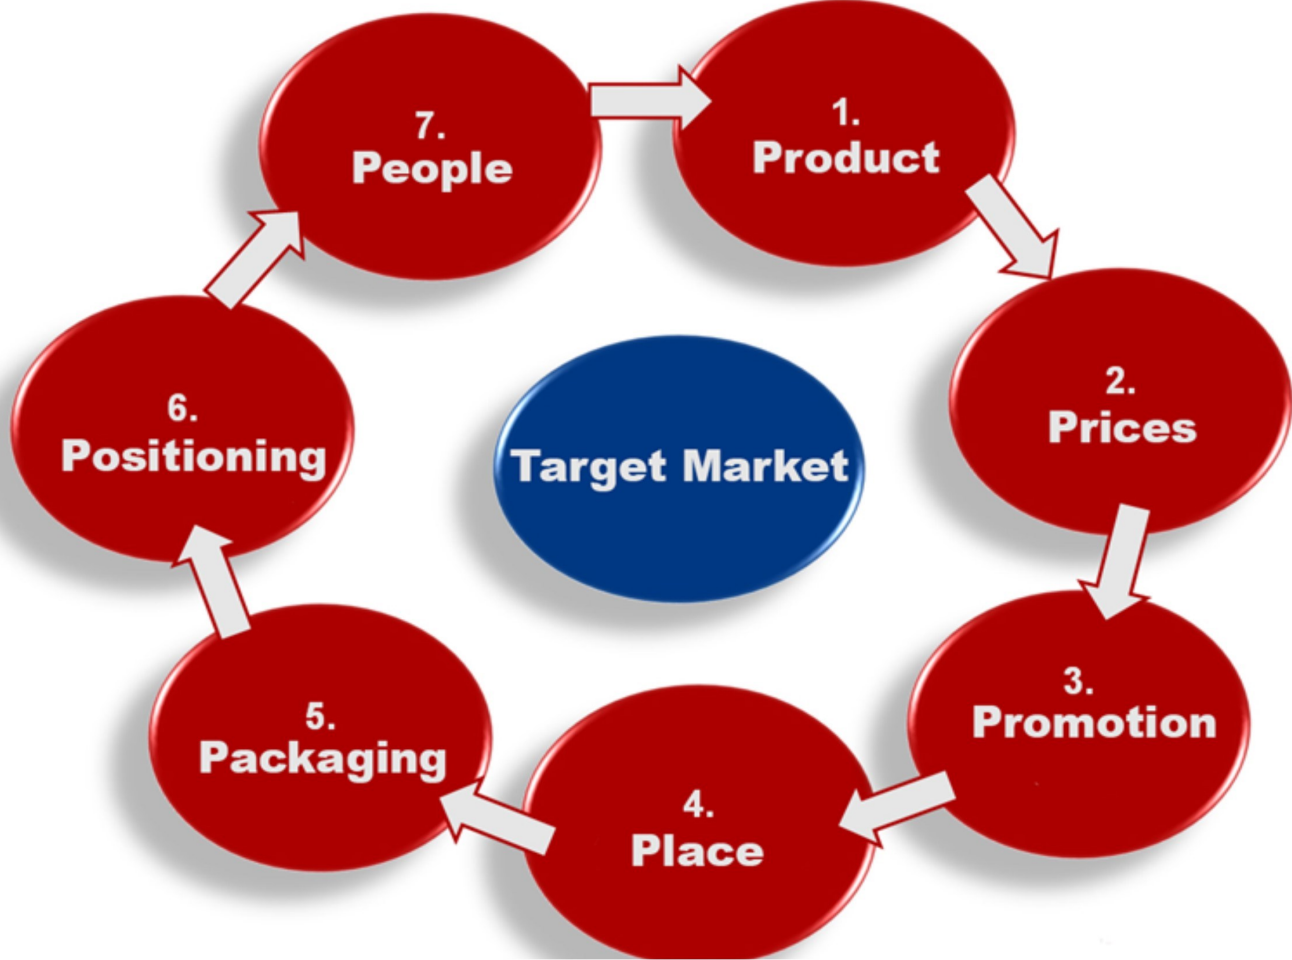 1.
Product
2.
Prices
3.
Promotion
4.
Place
5.
Packaging
6.
Positioning
7.
People
Target Market